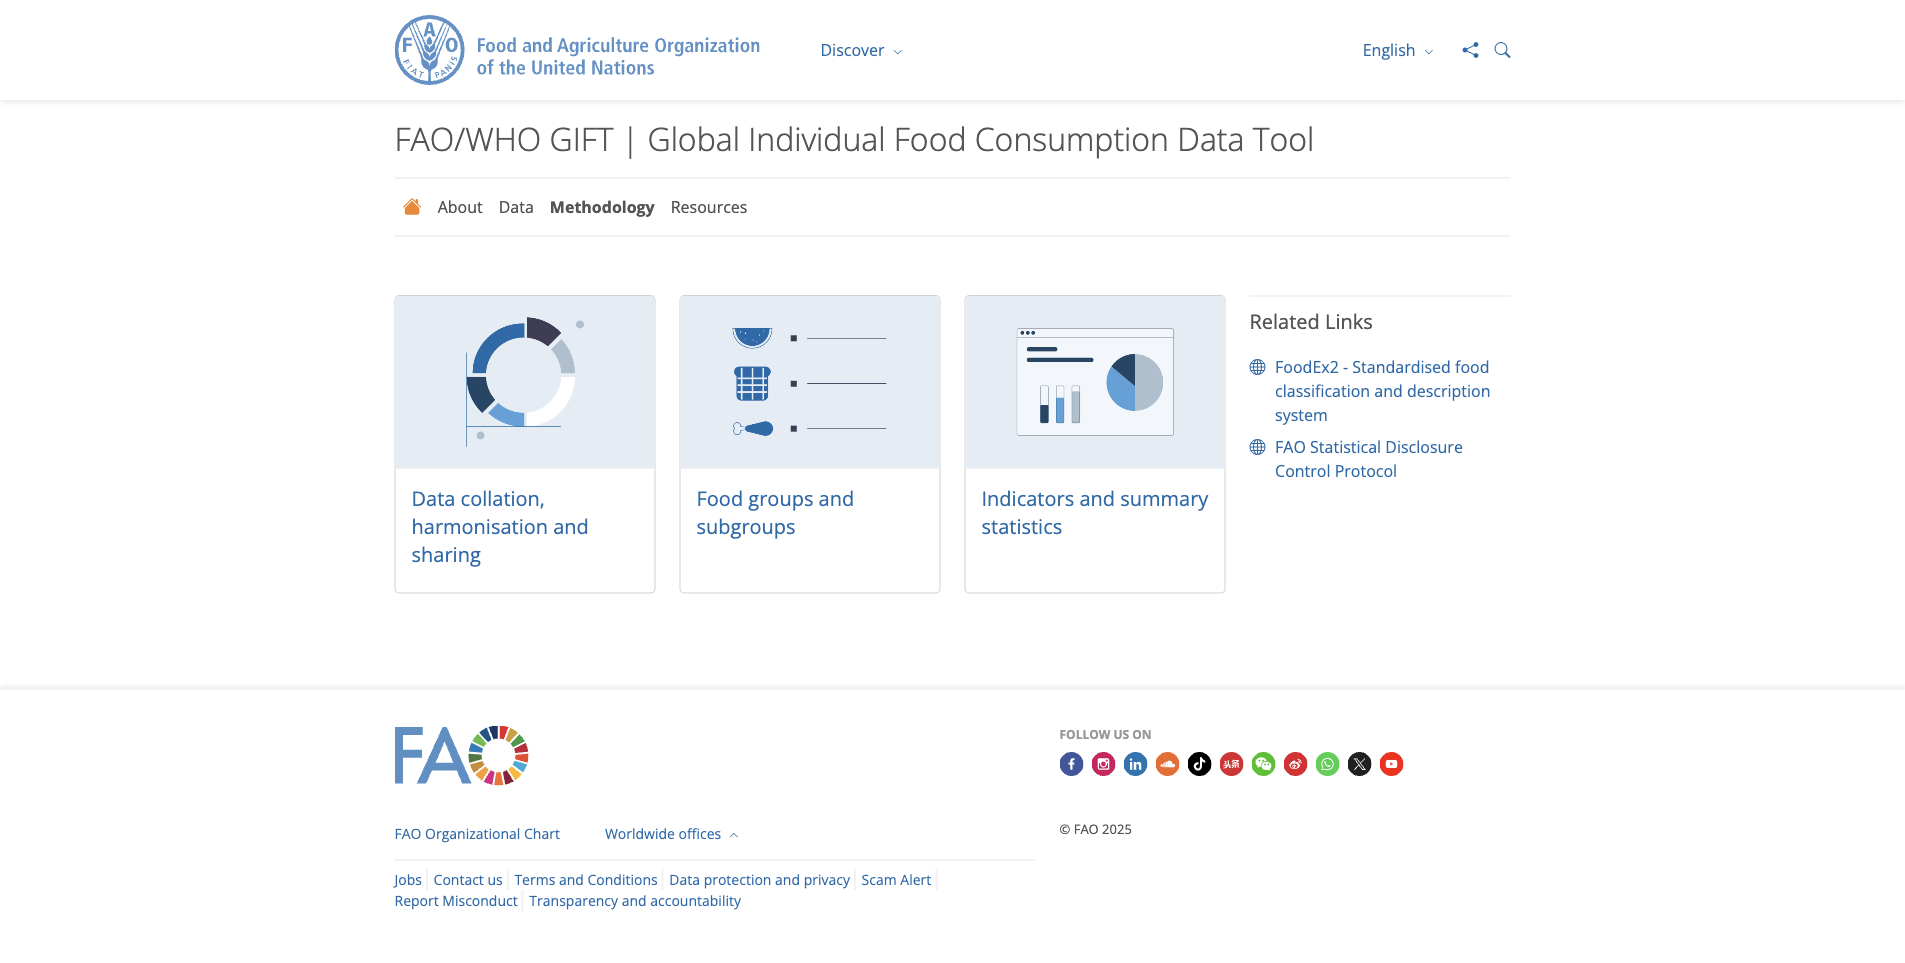 F A O
FIAT PANIS
Food and Agriculture Organization
of the United Nations
Discover
English
FAO/WHO GIFT | Global Individual Food Consumption Data Tool
About Data Methodology Resources
Data collation,
harmonisation and
sharing
Food groups and
subgroups
Indicators and summary
statistics
Related Links
FoodEx2 - Standardised food
classification and description
system
FAO Statistical Disclosure
Control Protocol
FAO
FAO Organizational Chart
Worldwide offices
Jobs Contact us Terms and Conditions Data protection and privacy Scam Alert
Report Misconduct Transparency and accountability
FOLLOW US ON
头条
© FAO 2025